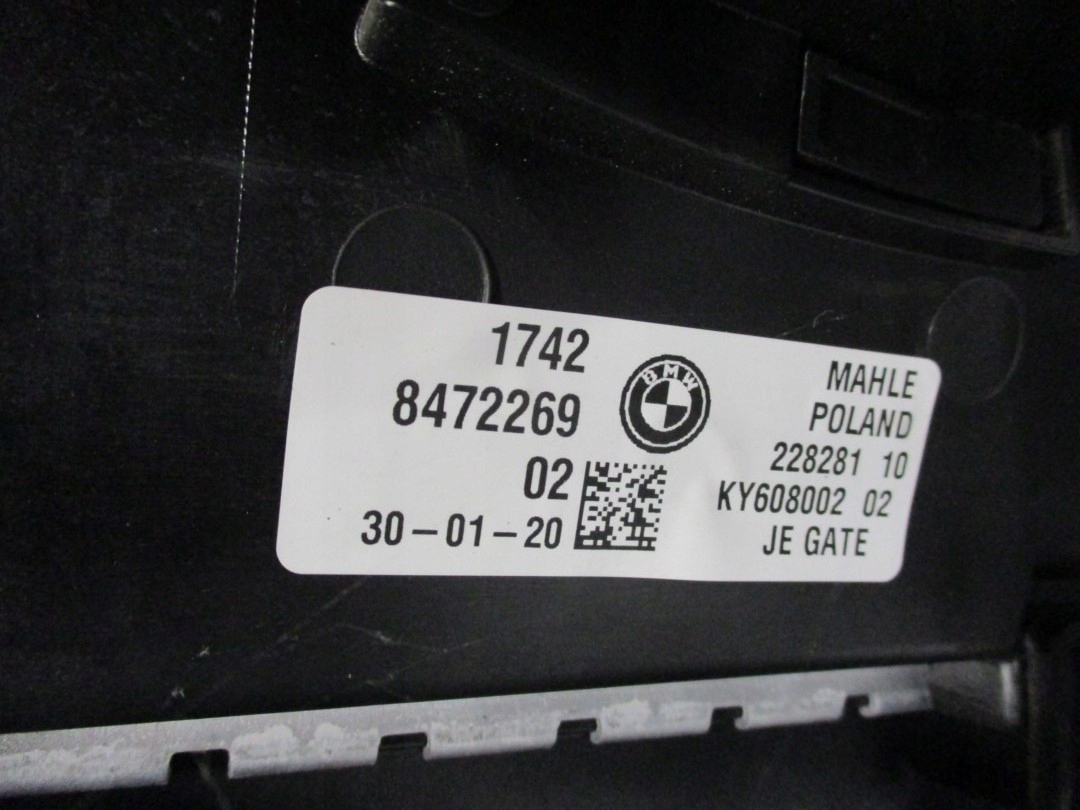 1742
8472269
02
30-01-20
BMW
MAHLE
POLAND
228281 10
KY608002 02
JE GATE